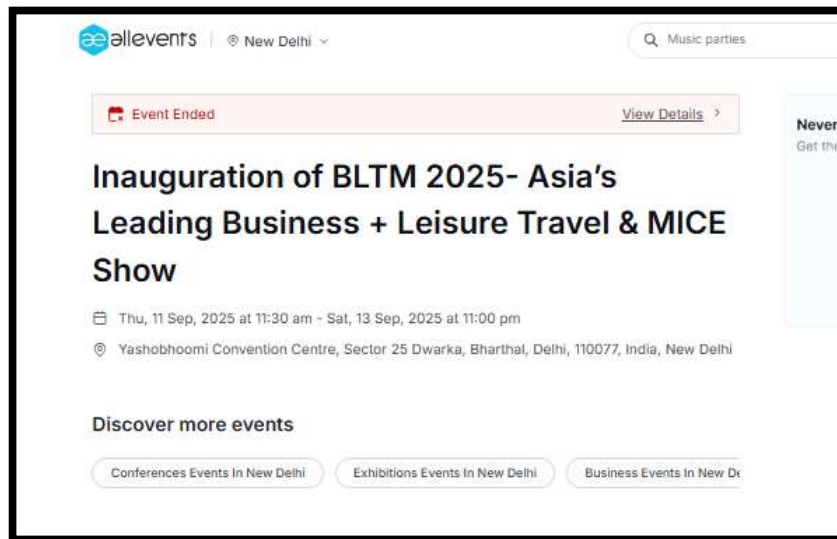 allevents
New Delhi
Music parties
Event Ended
View Details
Never
Get the
Inauguration of BLTM 2025- Asia’s
Leading Business + Leisure Travel & MICE
Show
Thu, 11 Sep, 2025 at 11:30 am - Sat, 13 Sep, 2025 at 11:00 pm
Yashobhoomi Convention Centre, Sector 25 Dwarka, Bharthal, Delhi, 110077, India, New Delhi
Discover more events
Conferences Events In New Delhi
Exhibitions Events In New Delhi
Business Events In New De